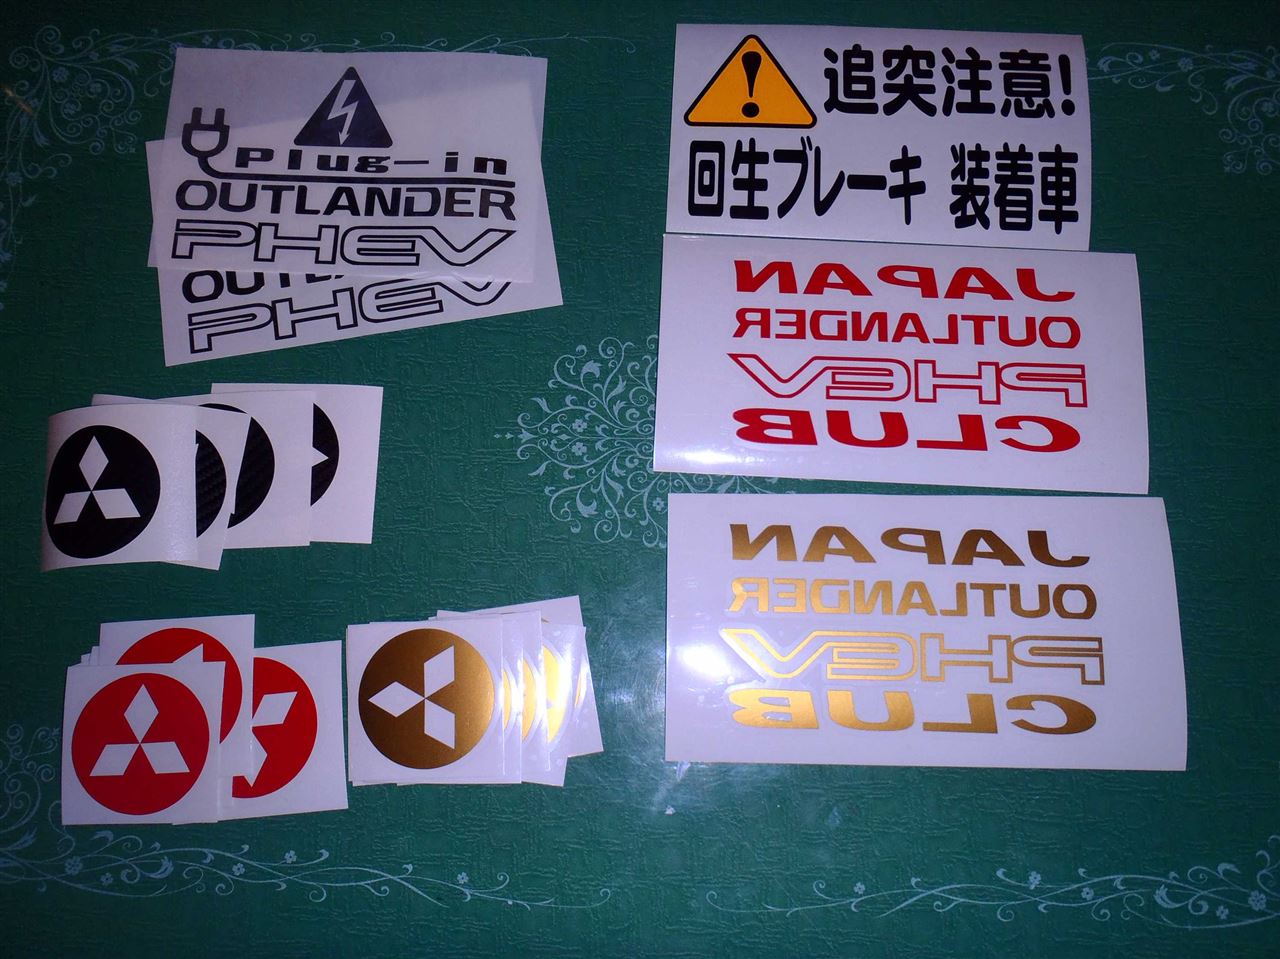 plug-in
OUTLANDER
PHEV
OUTLA
PHEV
追突注意!
回生ブレーキ 装着車
JAPAN
OUTLANDER
PHEV
CLUB
JAPAN
OUTLANDER
PHEV
CLUB